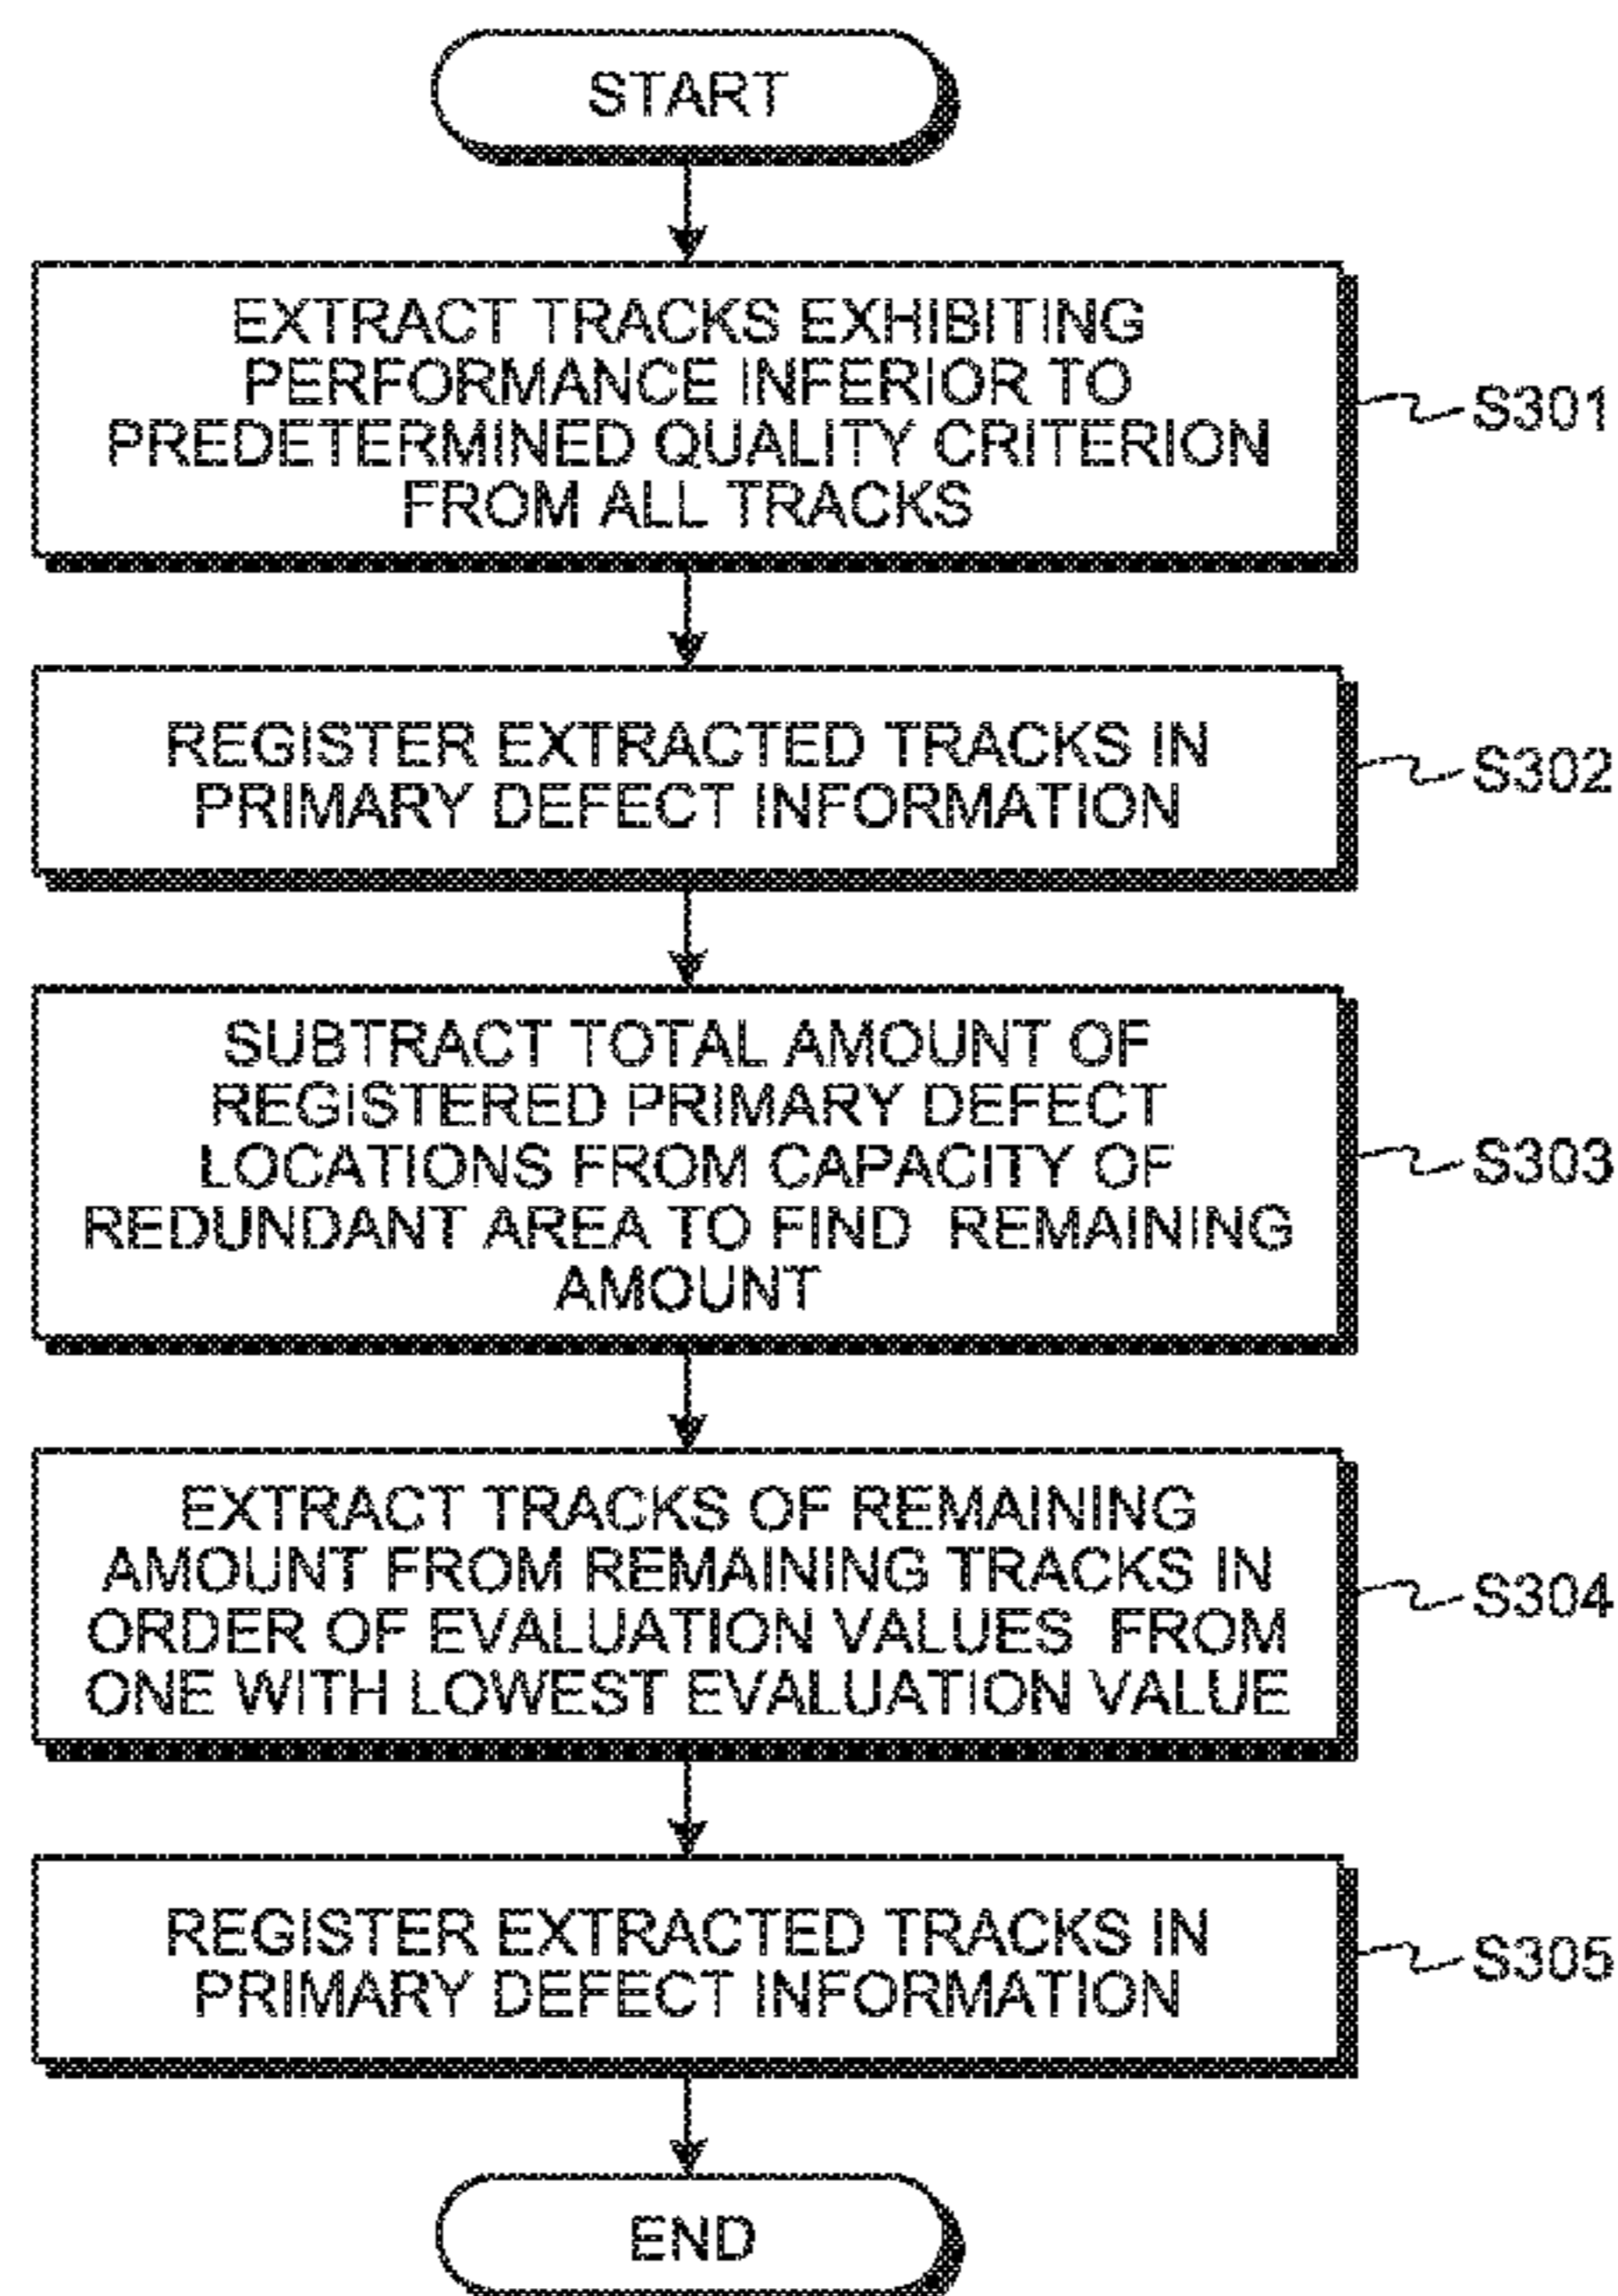 START
EXTRACT TRACKS EXHIBITING
PERFORMANCE INFERIOR TO
PREDETERMINED QUALITY CRITERION
FROM ALL TRACKS
S301
REGISTER EXTRACTED TRACKS IN
PRIMARY DEFECT INFORMATION
S302
SUBTRACT TOTAL AMOUNT OF
REGISTERED PRIMARY DEFECT
LOCATIONS FROM CAPACITY OF
REDUNDANT AREA TO FIND REMAINING
AMOUNT
S303
EXTRACT TRACKS OF REMAINING
AMOUNT FROM REMAINING TRACKS IN
ORDER OF EVALUATION VALUES FROM
ONE WITH LOWEST EVALUATION VALUE
S304
REGISTER EXTRACTED TRACKS IN
PRIMARY DEFECT INFORMATION
S305
END